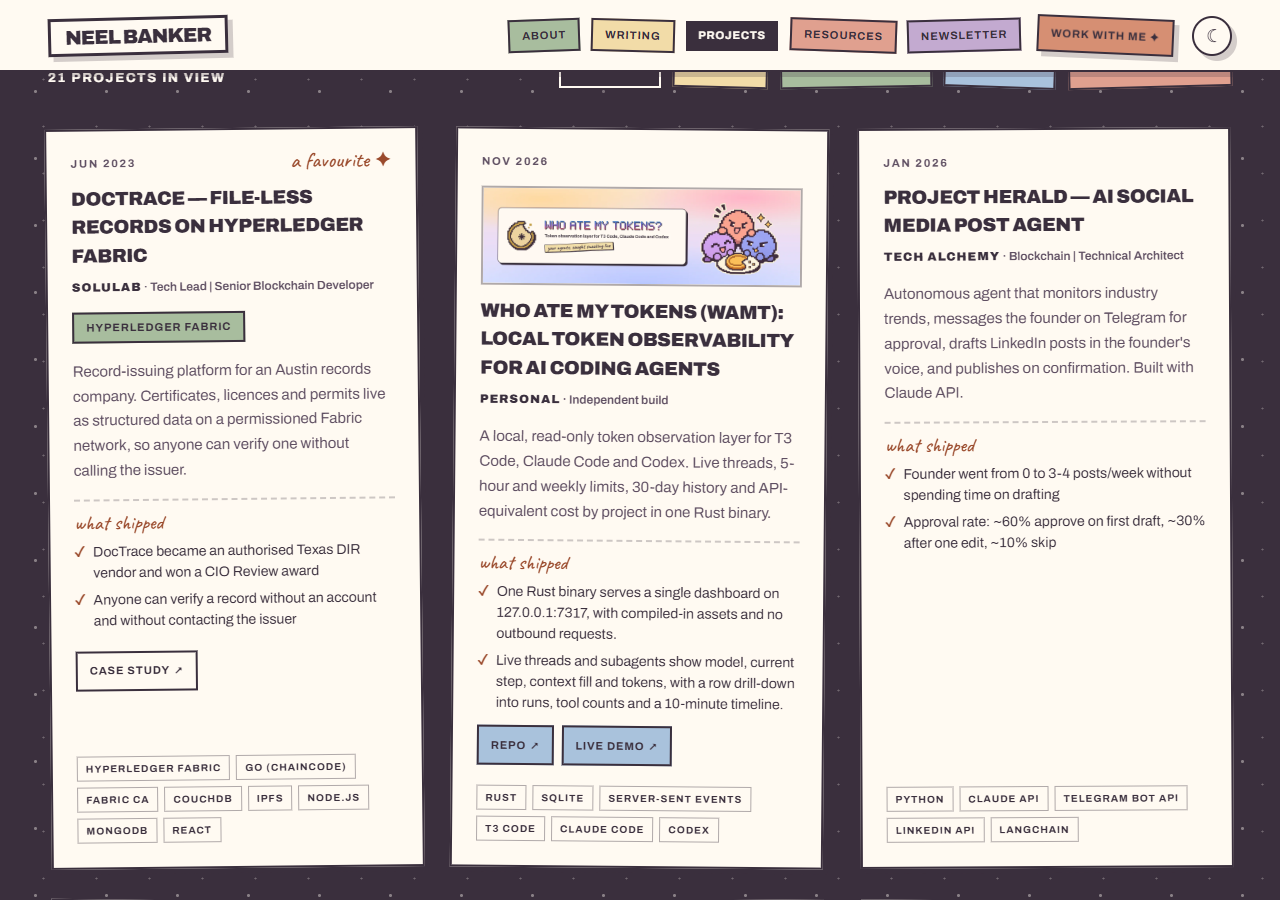 NEEL BANKER
ABOUT
WRITING
PROJECTS
RESOURCES
NEWSLETTER
WORK WITH ME ✦
☾
21 PROJECTS IN VIEW
JUN 2023
a favourite ✦
DOCTRACE — FILE-LESS
RECORDS ON HYPERLEDGER
FABRIC
SOLULAB · Tech Lead | Senior Blockchain Developer
HYPERLEDGER FABRIC
Record-issuing platform for an Austin records
company. Certificates, licences and permits live
as structured data on a permissioned Fabric
network, so anyone can verify one without
calling the issuer.
what shipped
✓ DocTrace became an authorised Texas DIR
vendor and won a CIO Review award
✓ Anyone can verify a record without an account
and without contacting the issuer
CASE STUDY ↗
HYPERLEDGER FABRIC
GO (CHAINCODE)
FABRIC CA
COUCHDB
IPFS
NODE.JS
MONGODB
REACT
NOV 2026
WHO ATE MY TOKENS?
Token observation layer for T3 Code, Claude Code and Codex
WHO ATE MY TOKENS (WAMT):
LOCAL TOKEN OBSERVABILITY
FOR AI CODING AGENTS
PERSONAL · Independent build
A local, read-only token observation layer for T3
Code, Claude Code and Codex. Live threads, 5-
hour and weekly limits, 30-day history and API-
equivalent cost by project in one Rust binary.
what shipped
✓ One Rust binary serves a single dashboard on
127.0.0.1:7317, with compiled-in assets and no
outbound requests.
✓ Live threads and subagents show model, current
step, context fill and tokens, with a row drill-down
into runs, tool counts and a 10-minute timeline.
REPO ↗
LIVE DEMO ↗
RUST
SQLITE
SERVER-SENT EVENTS
T3 CODE
CLAUDE CODE
CODEX
JAN 2026
PROJECT HERALD — AI SOCIAL
MEDIA POST AGENT
TECH ALCHEMY · Blockchain | Technical Architect
Autonomous agent that monitors industry
trends, messages the founder on Telegram for
approval, drafts LinkedIn posts in the founder's
voice, and publishes on confirmation. Built with
Claude API.
what shipped
✓ Founder went from 0 to 3-4 posts/week without
spending time on drafting
✓ Approval rate: ~60% approve on first draft, ~30%
after one edit, ~10% skip
PYTHON
CLAUDE API
TELEGRAM BOT API
LINKEDIN API
LANGCHAIN